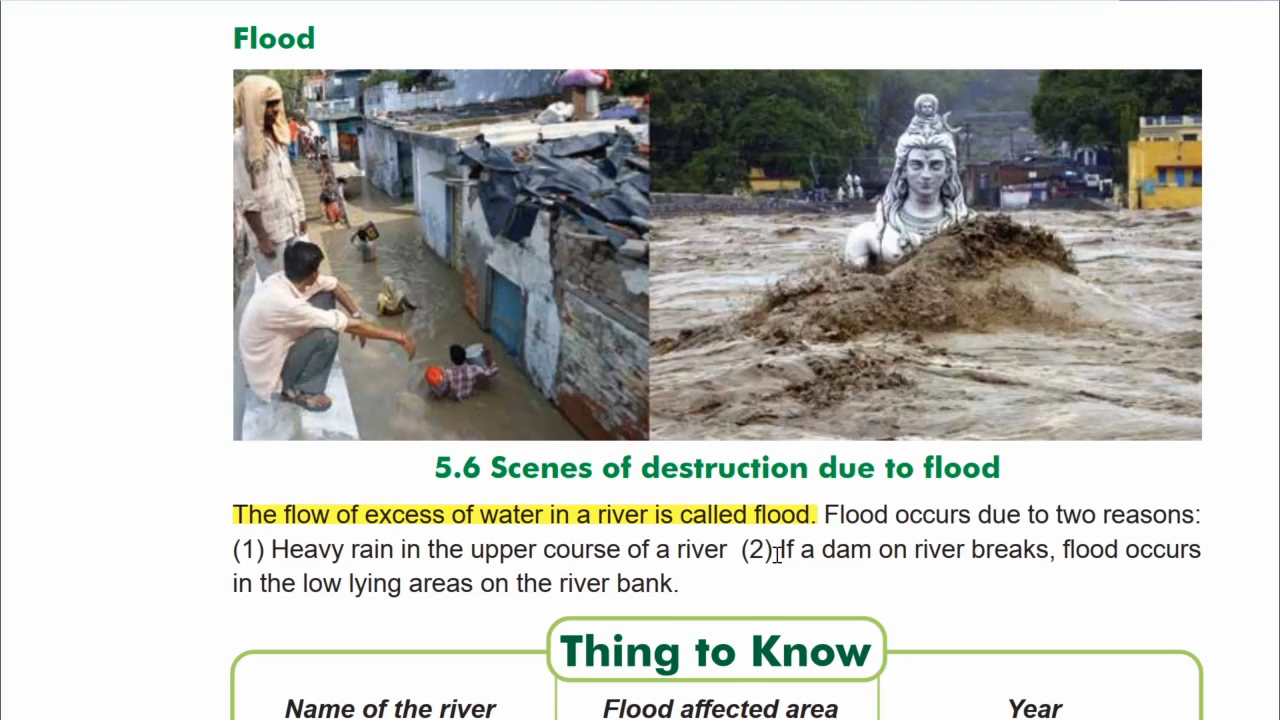 Flood
5.6 Scenes of destruction due to flood
The flow of excess of water in a river is called flood. Flood occurs due to two reasons:
(1) Heavy rain in the upper course of a river (2) If a dam on river breaks, flood occurs
in the low lying areas on the river bank.
Thing to Know
Name of the river Flood affected area Year